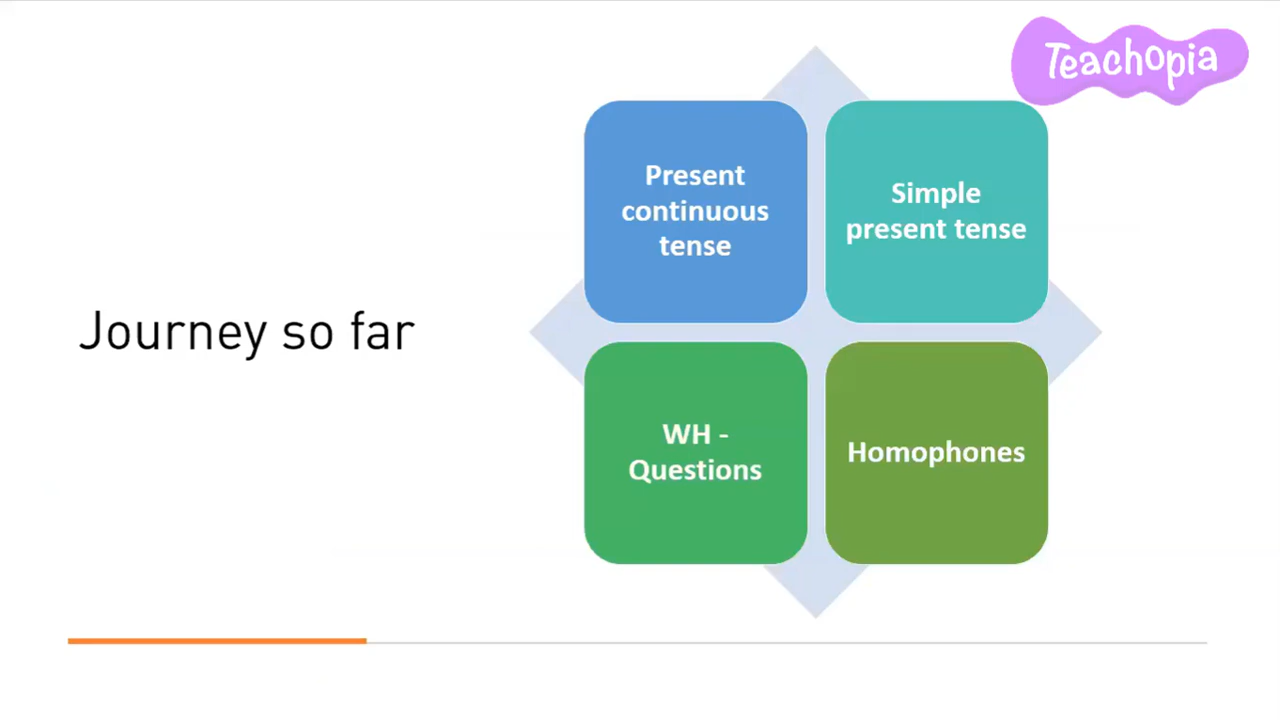 Teachopia
Present
continuous
tense
Simple
present tense
Journey so far
WH -
Questions
Homophones